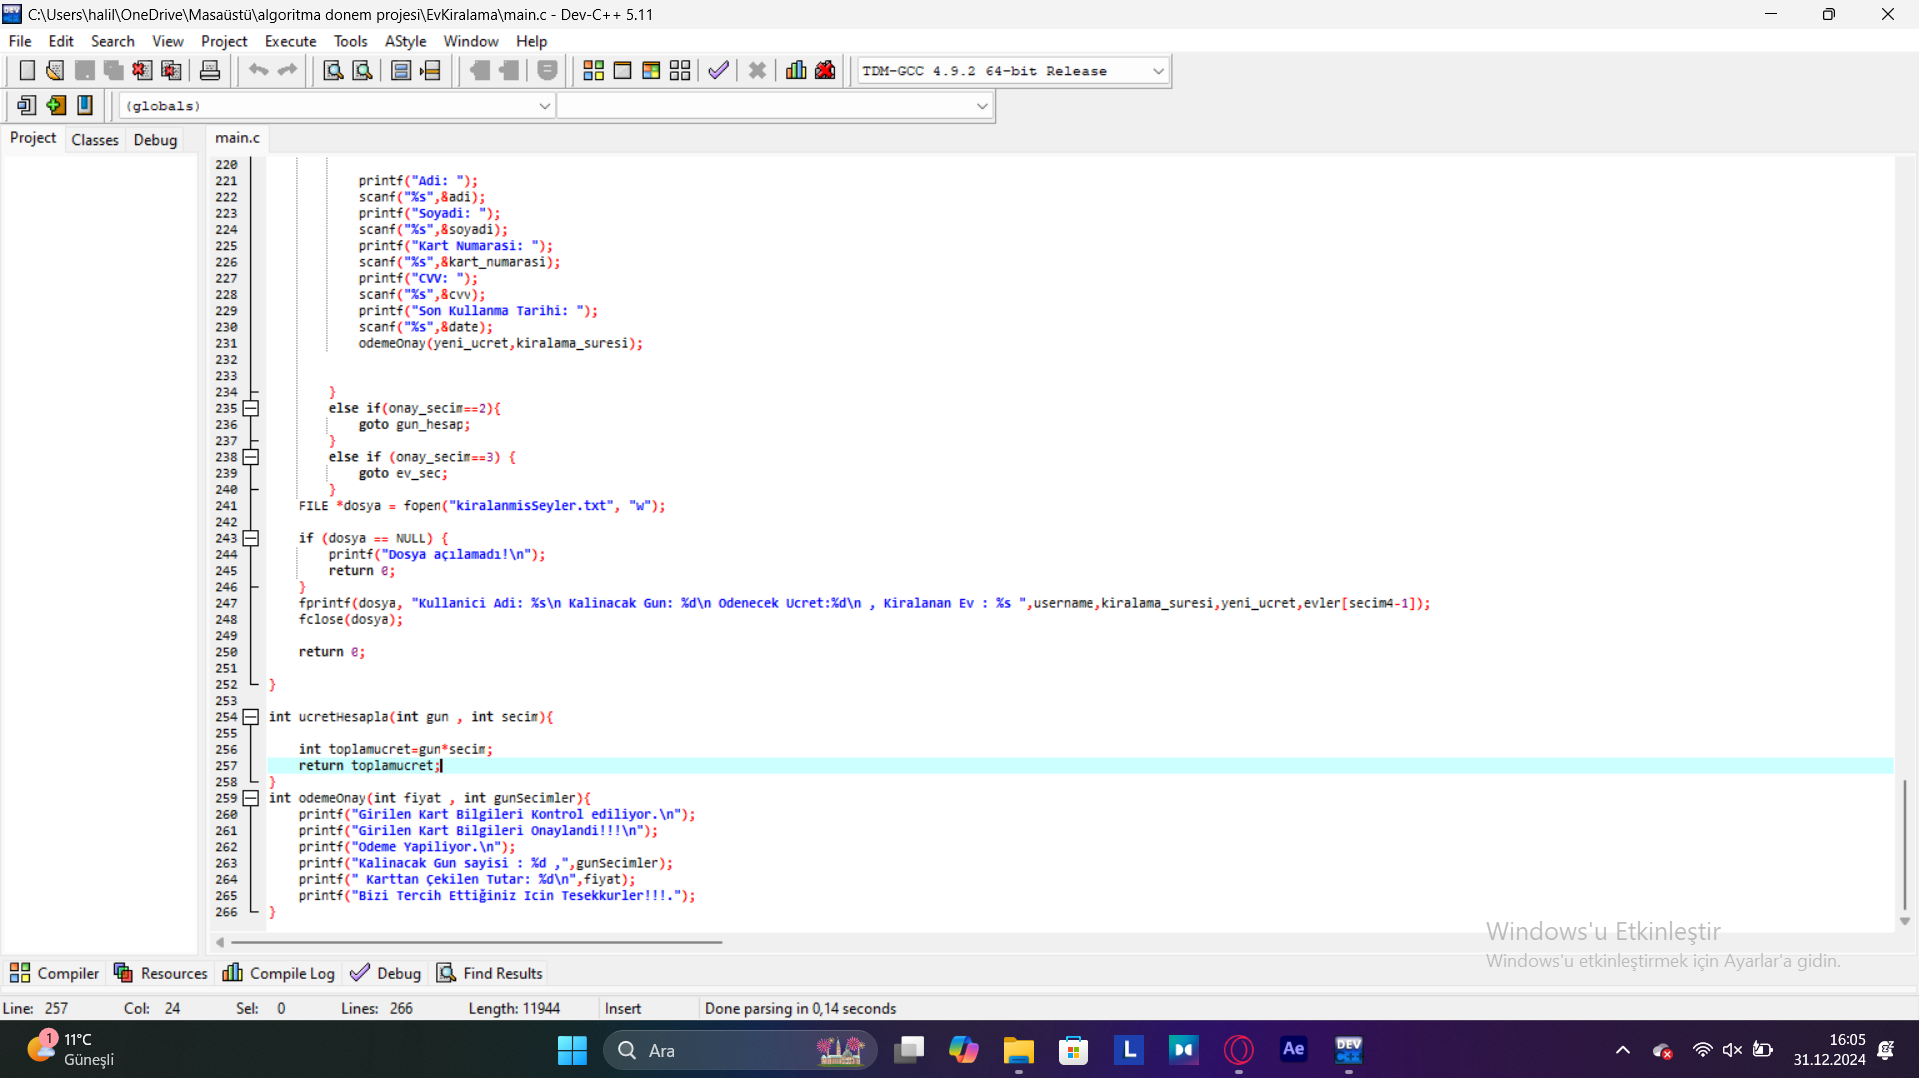 C:\Users\halil\OneDrive\Masaüstü\algoritma donem projesi\EvKiralama\main.c - Dev-C++ 5.11
File Edit Search View Project Execute Tools AStyle Window Help
TDM-GCC 4.9.2 64-bit Release
(globals)
Project Classes Debug main.c
220
221 printf("Adi: ");
222 scanf("%s",&adi);
223 printf("Soyadi: ");
224 scanf("%s",&soyadi);
225 printf("Kart Numarasi: ");
226 scanf("%s",&kart_numarasi);
227 printf("CVV: ");
228 scanf("%s",&cvv);
229 printf("Son Kullanma Tarihi: ");
230 scanf("%s",&date);
231 odemeOnay(yeni_ucret,kiralama_suresi);
232
233
234 }
235 else if(onay_secim==2){
236 goto gun_hesap;
237 }
238 else if (onay_secim==3) {
239 goto ev_sec;
240 }
241 FILE *dosya = fopen("kiralanmisSeyler.txt", "w");
242
243 if (dosya == NULL) {
244 printf("Dosya açılamadı!\n");
245 return 0;
246 }
247 fprintf(dosya, "Kullanici Adi: %s\n Kalinacak Gun: %d\n Odenecek Ucret:%d\n , Kiralanan Ev : %s ",username,kiralama_suresi,yeni_ucret,evler[secim4-1]);
248 fclose(dosya);
249
250 return 0;
251
252 }
253
254 int ucretHesapla(int gun , int secim){
255
256 int toplamucret=gun*secim;
257 return toplamucret;
258 }
259 int odemeOnay(int fiyat , int gunSecimler){
260 printf("Girilen Kart Bilgileri Kontrol ediliyor.\n");
261 printf("Girilen Kart Bilgileri Onaylandi!!!\n");
262 printf("Odeme Yapiliyor.\n");
263 printf("Kalinacak Gun sayisi : %d ,",gunSecimler);
264 printf(" Karttan Çekilen Tutar: %d\n",fiyat);
265 printf("Bizi Tercih Ettiğiniz Icin Tesekkurler!!!.");
266 }
Windows'u Etkinleştir
Windows'u etkinleştirmek için Ayarlar'a gidin.
Compiler Resources Compile Log Debug Find Results
Line: 257 Col: 24 Sel: 0 Lines: 266 Length: 11944 Insert Done parsing in 0,14 seconds
1
11°C
Güneşli
Ara
L
Ae
DEV
C++
16:05
31.12.2024